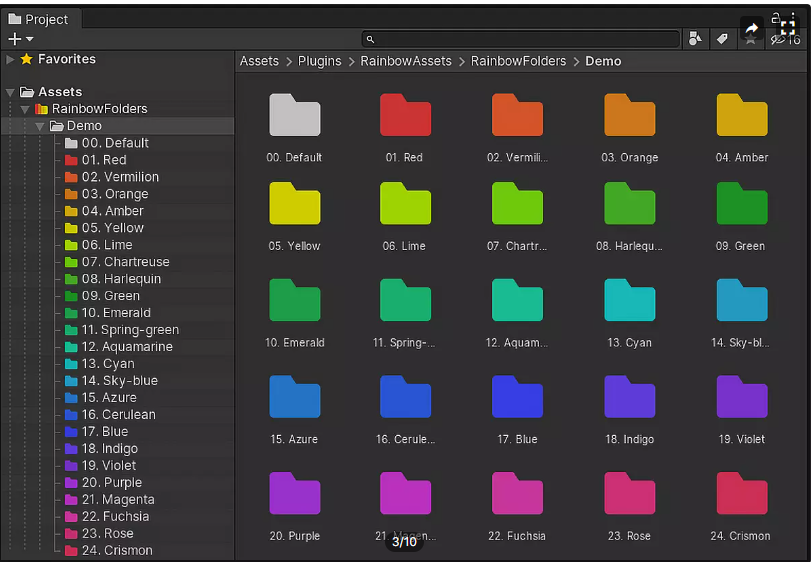 Project
16
Favorites
Assets > Plugins > RainbowAssets > RainbowFolders > Demo
Assets
RainbowFolders
Demo
00. Default
01. Red
02. Vermilion
03. Orange
04. Amber
05. Yellow
06. Lime
07. Chartreuse
08. Harlequin
09. Green
10. Emerald
11. Spring-green
12. Aquamarine
13. Cyan
14. Sky-blue
15. Azure
16. Cerulean
17. Blue
18. Indigo
19. Violet
20. Purple
21. Magenta
22. Fuchsia
23. Rose
24. Crismon
00. Default 01. Red 02. Vermili... 03. Orange 04. Amber
05. Yellow 06. Lime 07. Chartr... 08. Harlequ... 09. Green
10. Emerald 11. Spring-... 12. Aquam... 13. Cyan 14. Sky-bl...
15. Azure 16. Cerule... 17. Blue 18. Indigo 19. Violet
20. Purple 21. Magen... 22. Fuchsia 23. Rose 24. Crismon
3/10